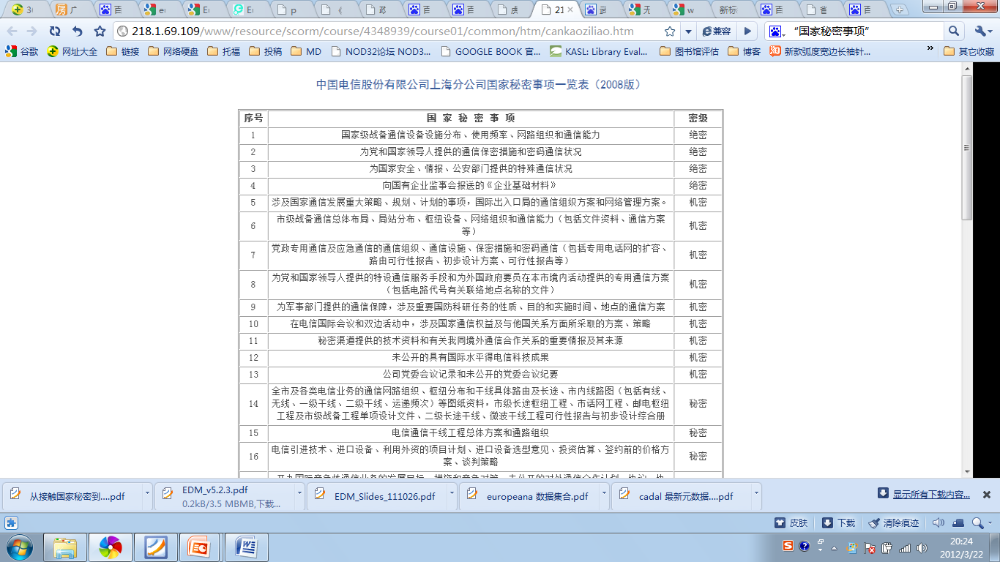 218.1.69.109/www/resource/scorm/course/4348939/course01/common/htm/cankaoziliao.htm
兼容
“国家秘密事项”
谷歌
网址大全
链接
网络硬盘
托福
投稿
MD
NOD32论坛 NOD3...
GOOGLE BOOK 官...
KASL: Library Eval...
图书馆评估
博客
新款弧度宽边长袖针...
»
其它收藏
中国电信股份有限公司上海分公司国家秘密事项一览表（2008版）
序号 国 家 秘 密 事 项 密级
1 国家级战备通信设备设施分布、使用频率、网路组织和通信能力 绝密
2 为党和国家领导人提供的通信保密措施和密码通信状况 绝密
3 为国家安全、情报、公安部门提供的特殊通信状况 绝密
4 向国有企业监事会报送的《企业基础材料》 绝密
5 涉及国家通信发展重大策略、规划、计划的事项，国际出入口局的通信组织方案和网络管理方案。 机密
6 市级战备通信总体布局、局站分布、枢纽设备、网络组织和通信能力（包括文件资料、通信方案
等） 机密
7 党政专用通信及应急通信的通信组织、通信设施、保密措施和密码通信（包括专用电话网的扩容、
路由可行性报告、初步设计方案、可行性报告等） 机密
8 为党和国家领导人提供的特设通信服务手段和为外国政府要员在本市境内活动提供的专用通信方案
（包括电路代号有关联络地点名称的文件） 机密
9 为军事部门提供的通信保障，涉及重要国防科研任务的性质、目的和实施时间、地点的通信方案 机密
10 在电信国际会议和双边活动中，涉及国家通信权益及与他国关系方面所采取的方案、策略 机密
11 秘密渠道提供的技术资料和有关我同境外通信合作关系的重要情报及其来源 机密
12 未公开的具有国际水平得电信科技成果 机密
13 公司党委会议记录和未公开的党委会议纪要 机密
14 全市及各类电信业务的通信网路组织、枢纽分布和干线具体路由及长途、市内线路图（包括有线、
无线、一级干线、二级干线、运递频次）等图纸资料，市级长途枢纽工程、市话网工程、邮电枢纽
工程及市级战备工程单项设计文件、二级长途干线、微波干线工程可行性报告与初步设计综合册 秘密
15 电信通信干线工程总体方案和通路组织 秘密
16 电信引进技术、进口设备、利用外资的项目计划、进口设备选型意见、投资估算、签约前的价格方
案、谈判策略 秘密
从接触国家秘密到....pdf
EDM_v5.2.3.pdf
0.2kB/3.5 MBMB,下载...
EDM_Slides_111026.pdf
europeana 数据集合.pdf
cadal 最新元数据....pdf
显示所有下载内容...
皮肤
下载
清除痕迹
20:24
2012/3/22